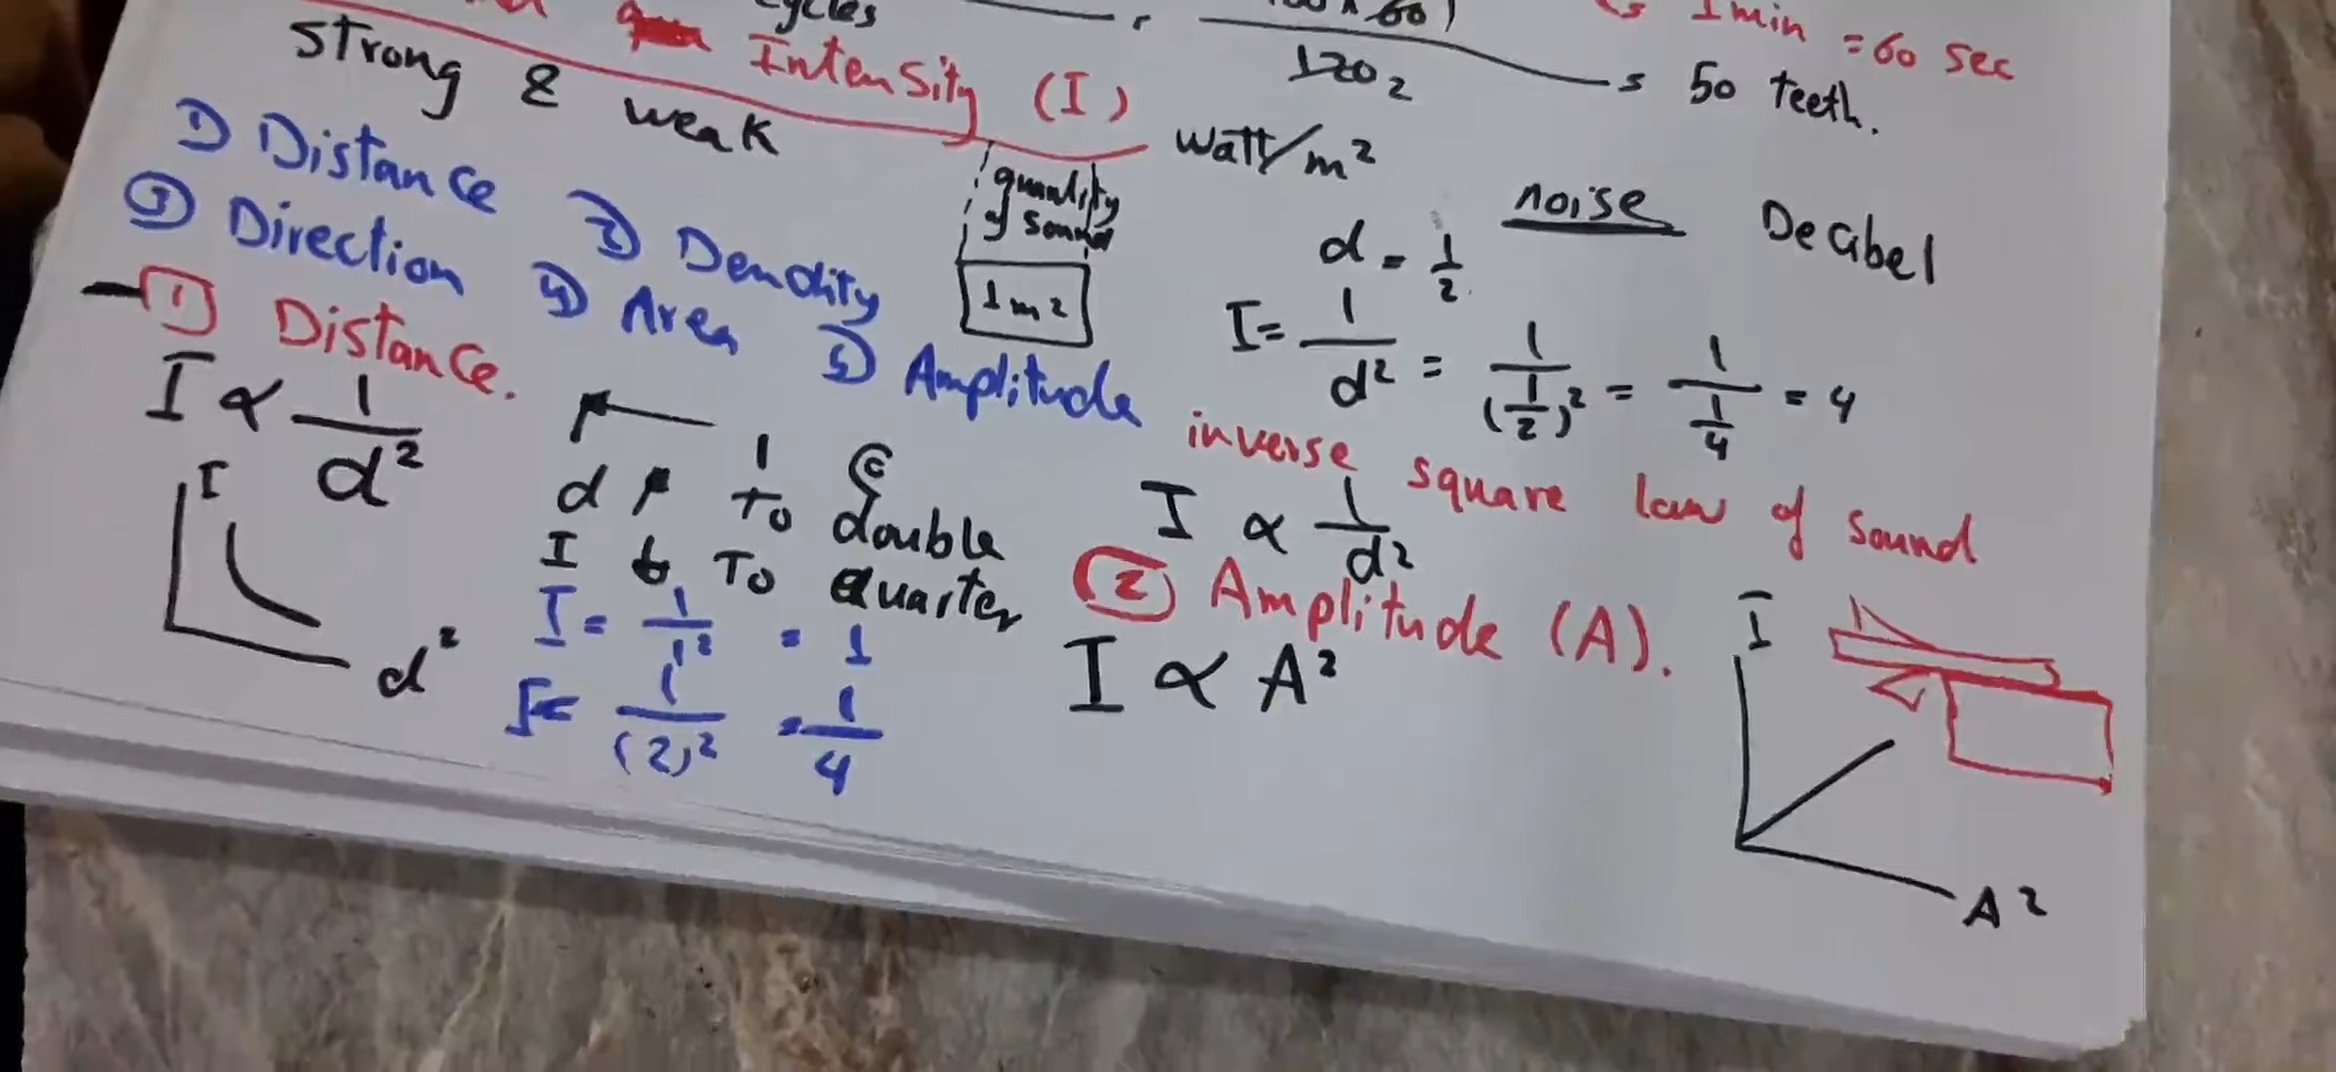 cycles
120₂
s 1min = 60 sec
s 50 teeth.
Intensity (I)
strong & weak
watt/m²
quality
of sound
1m²
noise Decibel
1) Distance 2) Dencity
3) Direction 4) Area 5) Amplitude
1 Distance.
I ∝ 1/d²
I
d²
d To double
I To quarter
I = 1/1² = 1
I = 1/(2)² = 1/4
d = 1/2
I = 1/d² = 1/(1/2)² = 1/(1/4) = 4
inverse square law of sound
I ∝ 1/d²
2 Amplitude (A).
I ∝ A²
I
A²